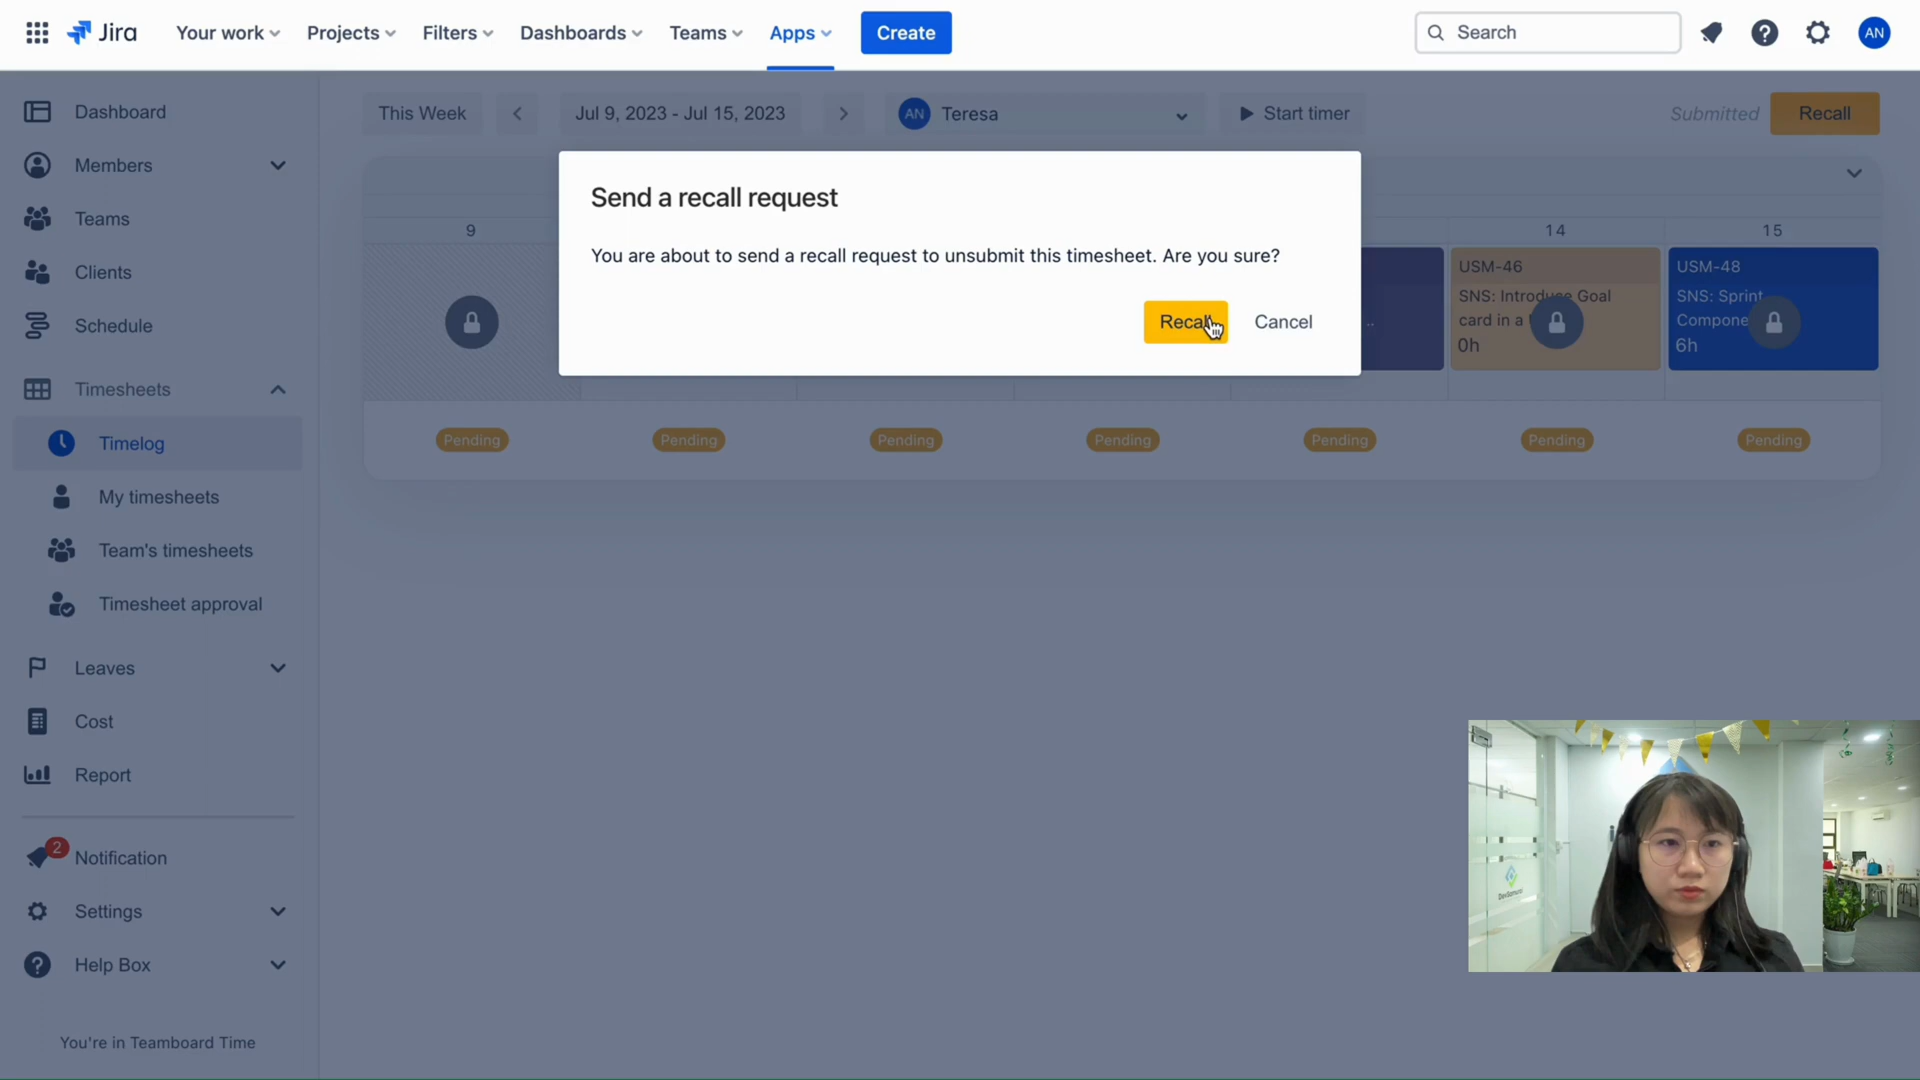 Jira
Your work
Projects
Filters
Dashboards
Teams
Apps
Create
Search
AN
Dashboard
Members
Teams
Clients
Schedule
Timesheets
Timelog
My timesheets
Team's timesheets
Timesheet approval
Leaves
Cost
Report
2
Notification
Settings
Help Box
You're in Teamboard Time
This Week
Jul 9, 2023 - Jul 15, 2023
AN
Teresa
Start timer
Submitted
Recall
Send a recall request
You are about to send a recall request to unsubmit this timesheet. Are you sure?
Recall
Cancel
9
14
15
USM-46
SNS: Introduce Goal
card in a
0h
USM-48
SNS: Sprint
Compone
6h
..
Pending
Pending
Pending
Pending
Pending
Pending
Pending
DevSamurai